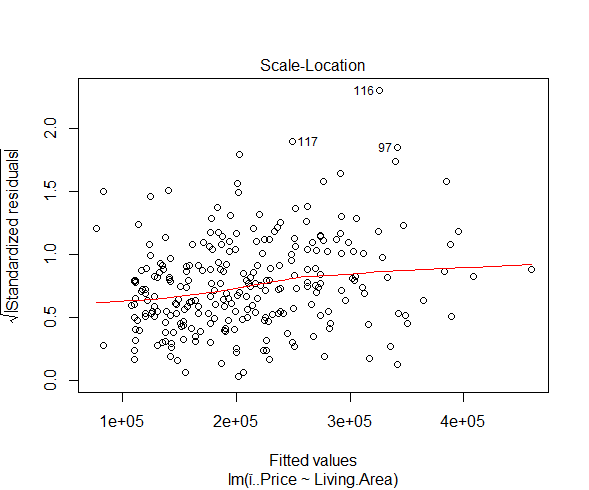 Scale-Location
√|Standardized residuals|
2.0
1.5
1.0
0.5
0.0
116
117
97
1e+05
2e+05
3e+05
4e+05
Fitted values
lm(ï..Price ~ Living.Area)